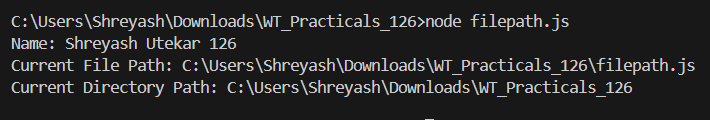 C:\Users\Shreyash\Downloads\WT_Practicals_126>node filepath.js
Name: Shreyash Utekar 126
Current File Path: C:\Users\Shreyash\Downloads\WT_Practicals_126\filepath.js
Current Directory Path: C:\Users\Shreyash\Downloads\WT_Practicals_126